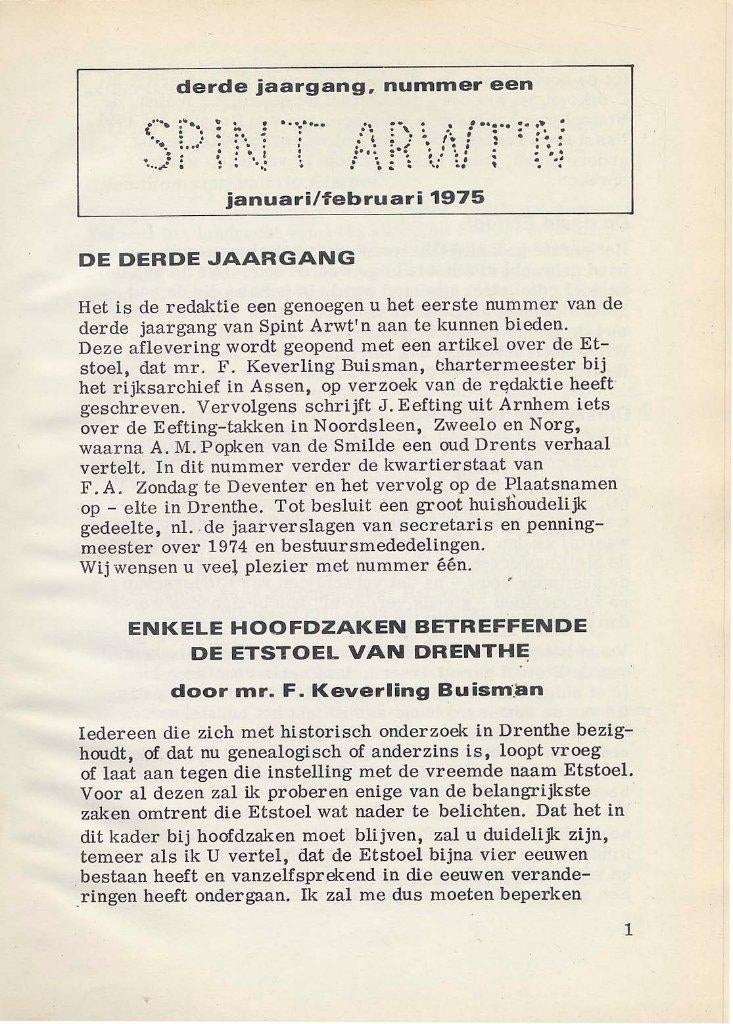 derde jaargang, nummer een
SPINT ARWT'N
januari/februari 1975
DE DERDE JAARGANG
Het is de redaktie een genoegen u het eerste nummer van de
derde jaargang van Spint Arwt'n aan te kunnen bieden.
Deze aflevering wordt geopend met een artikel over de Et-
stoel, dat mr. F. Keverling Buisman, chartermeester bij
het rijksarchief in Assen, op verzoek van de redaktie heeft
geschreven. Vervolgens schrijft J. Eefting uit Arnhem iets
over de Eefting-takken in Noordsleen, Zweelo en Norg,
waarna A. M. Popken van de Smilde een oud Drents verhaal
vertelt. In dit nummer verder de kwartierstaat van
F.A. Zondag te Deventer en het vervolg op de Plaatsnamen
op - elte in Drenthe. Tot besluit een groot huishoudelijk
gedeelte, nl. de jaarverslagen van secretaris en penning-
meester over 1974 en bestuursmededelingen.
Wij wensen u veel plezier met nummer één.
ENKELE HOOFDZAKEN BETREFFENDE
DE ETSTOEL VAN DRENTHE
door mr. F. Keverling Buisman
Iedereen die zich met historisch onderzoek in Drenthe bezig-
houdt, of dat nu genealogisch of anderzins is, loopt vroeg
of laat aan tegen die instelling met de vreemde naam Etstoel.
Voor al dezen zal ik proberen enige van de belangrijkste
zaken omtrent die Etstoel wat nader te belichten. Dat het in
dit kader bij hoofdzaken moet blijven, zal u duidelijk zijn,
temeer als ik U vertel, dat de Etstoel bijna vier eeuwen
bestaan heeft en vanzelfsprekend in die eeuwen verande-
ringen heeft ondergaan. Ik zal me dus moeten beperken
1